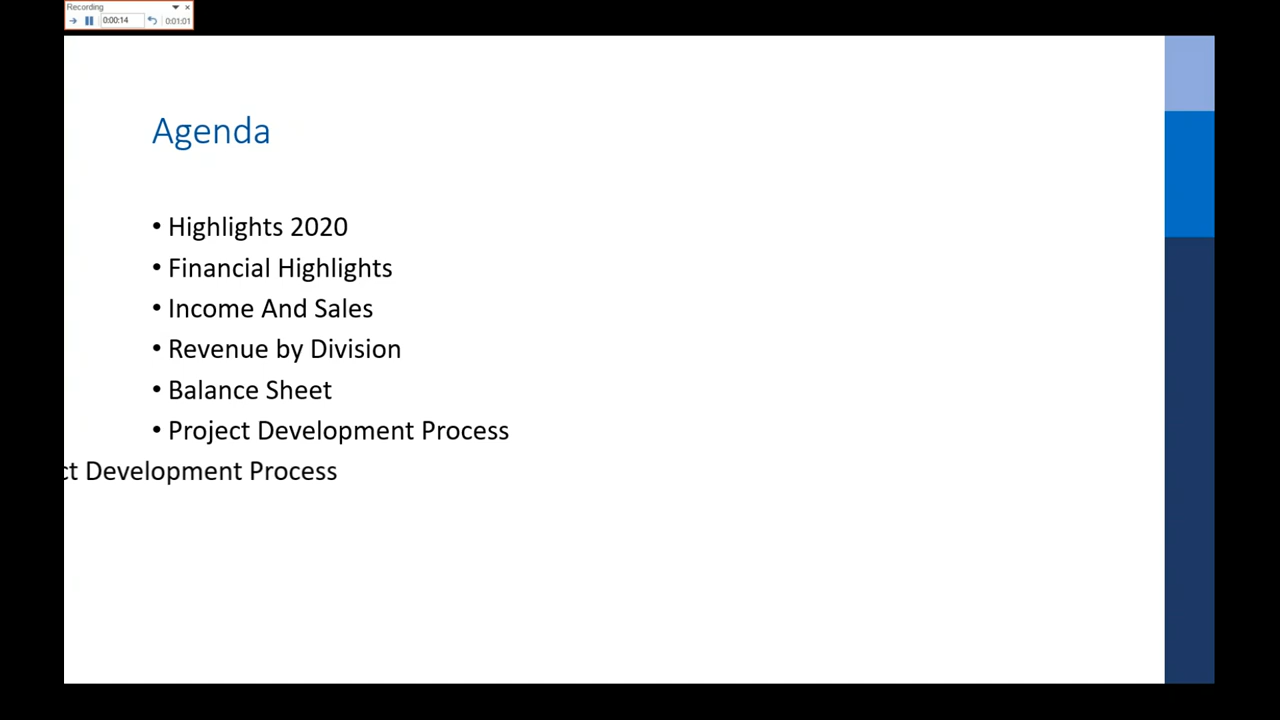 Recording
0:00:14
0:01:01
Agenda
• Highlights 2020
• Financial Highlights
• Income And Sales
• Revenue by Division
• Balance Sheet
• Project Development Process
ct Development Process